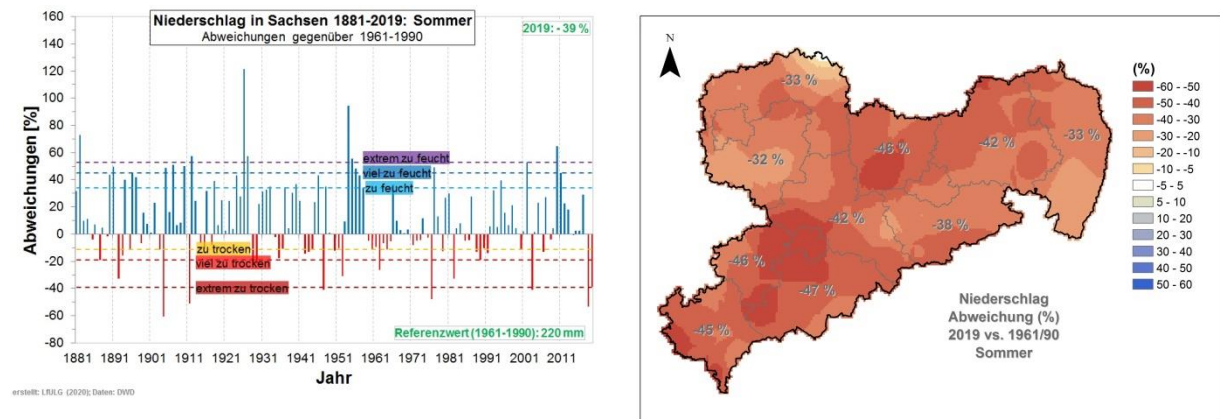 Niederschlag in Sachsen 1881-2019: Sommer
Abweichungen gegenüber 1961-1990
2019: - 39 %
Abweichungen [%]
160
140
120
100
80
60
40
20
0
-20
-40
-60
-80
extrem zu feucht
viel zu feucht
zu feucht
zu trocken
viel zu trocken
extrem zu trocken
Referenzwert (1961-1990): 220 mm
1881 1891 1901 1911 1921 1931 1941 1951 1961 1971 1981 1991 2001 2011
Jahr
erstellt: LfULG (2020); Daten: DWD
N
-33 %
-32 %
-46 %
-42 %
-33 %
-42 %
-38 %
-46 %
-47 %
-45 %
(%)
-60 - -50
-50 - -40
-40 - -30
-30 - -20
-20 - -10
-10 - -5
-5 - 5
5 - 10
10 - 20
20 - 30
30 - 40
40 - 50
50 - 60
Niederschlag
Abweichung (%)
2019 vs. 1961/90
Sommer